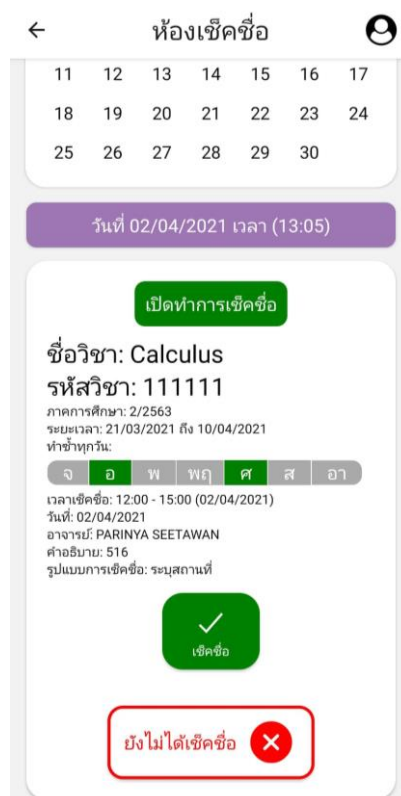 ห้องเช็คชื่อ
11 12 13 14 15 16 17
18 19 20 21 22 23 24
25 26 27 28 29 30
วันที่ 02/04/2021 เวลา (13:05)
เปิดทำการเช็คชื่อ
ชื่อวิชา: Calculus
รหัสวิชา: 111111
ภาคการศึกษา: 2/2563
ระยะเวลา: 21/03/2021 ถึง 10/04/2021
ทำซ้ำทุกวัน:
จ อ พ พฤ ศ ส อา
เวลาเช็คชื่อ: 12:00 - 15:00 (02/04/2021)
วันที่: 02/04/2021
อาจารย์: PARINYA SEETAWAN
คำอธิบาย: 516
รูปแบบการเช็คชื่อ: ระบุสถานที่
เช็คชื่อ
ยังไม่ได้เช็คชื่อ